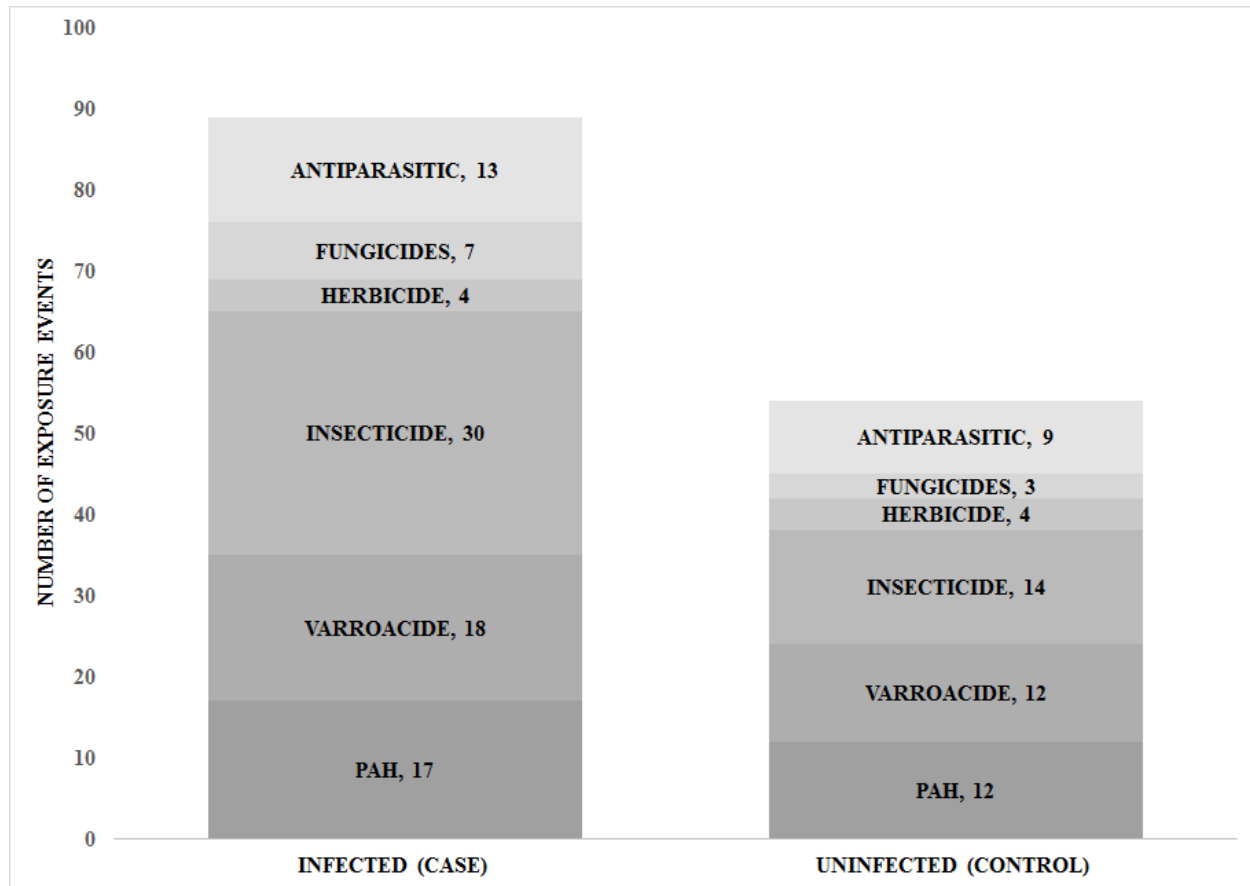 NUMBER OF EXPOSURE EVENTS
100
90
80
70
60
50
40
30
20
10
0
ANTIPARASITIC, 13
FUNGICIDES, 7
HERBICIDE, 4
INSECTICIDE, 30
VARROACIDE, 18
PAH, 17
ANTIPARASITIC, 9
FUNGICIDES, 3
HERBICIDE, 4
INSECTICIDE, 14
VARROACIDE, 12
PAH, 12
INFECTED (CASE)
UNINFECTED (CONTROL)